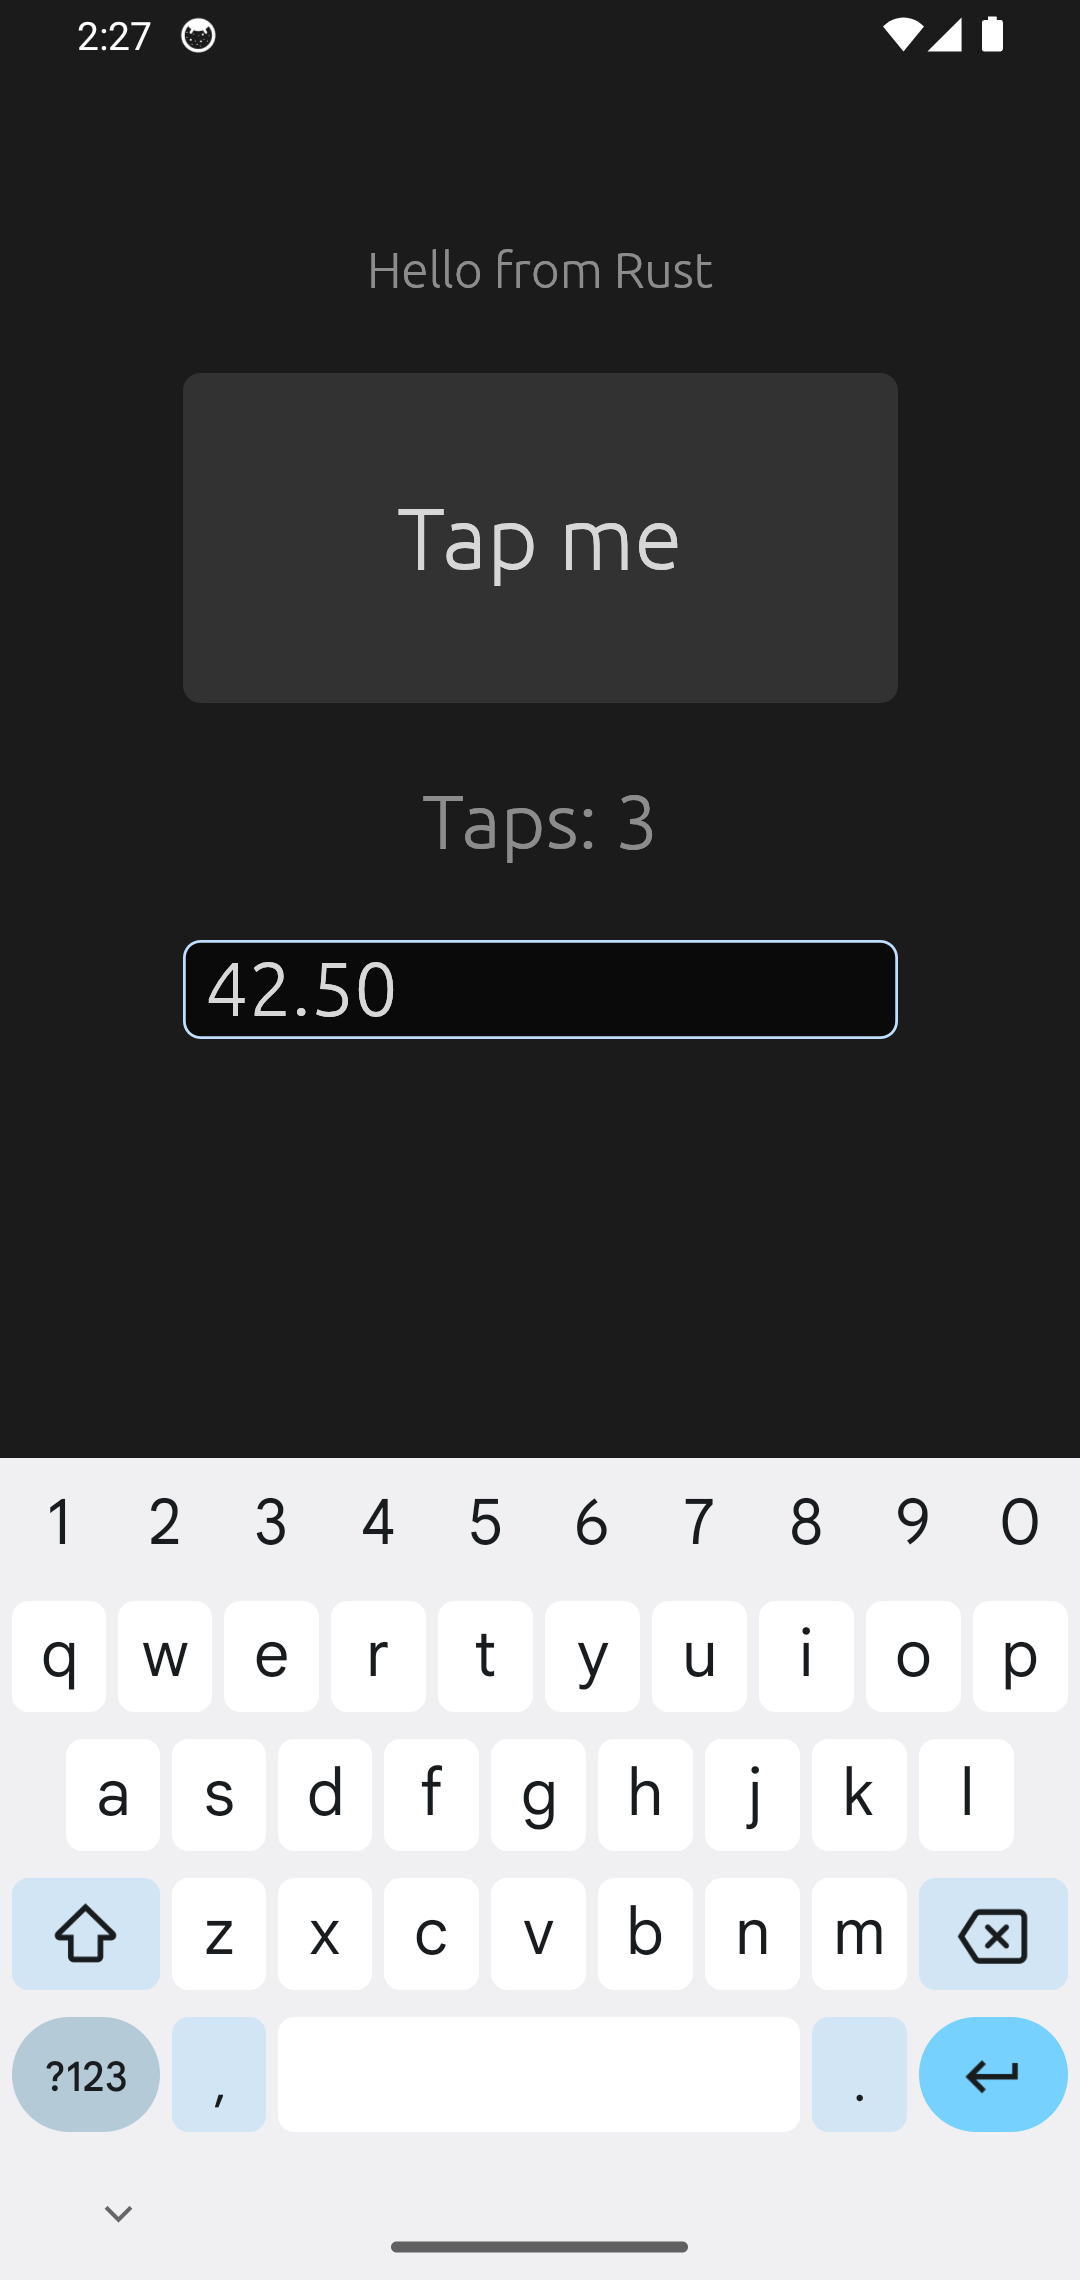 2:27
Hello from Rust
Tap me
Taps: 3
42.50
1 2 3 4 5 6 7 8 9 0
q w e r t y u i o p
a s d f g h j k l
z x c v b n m
?123 , .